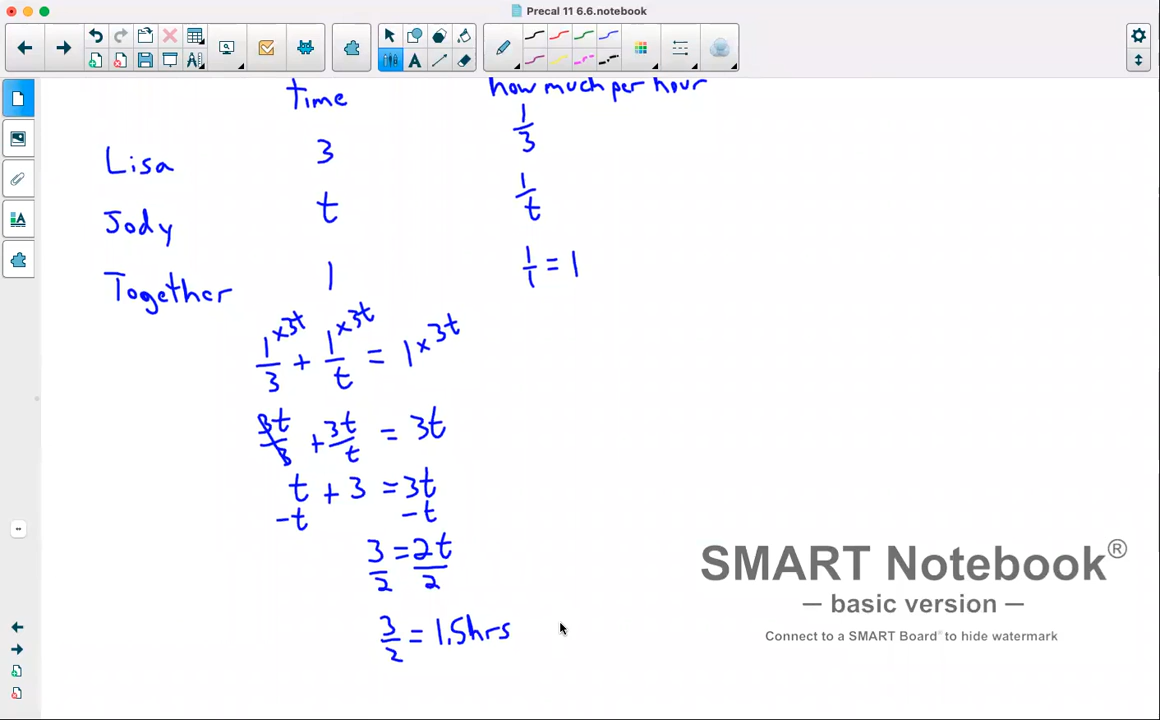 Precal 11 6.6.notebook
time how much per hour
Lisa 3 1/3
Jody t 1/t
Together 1 1/1 = 1
1/3 ×3t + 1/t ×3t = 1 ×3t
3t/3 + 3t/t = 3t
t + 3 = 3t
-t -t
3/2 = 2t/2
3/2 = 1.5hrs
SMART Notebook®
— basic version —
Connect to a SMART Board® to hide watermark